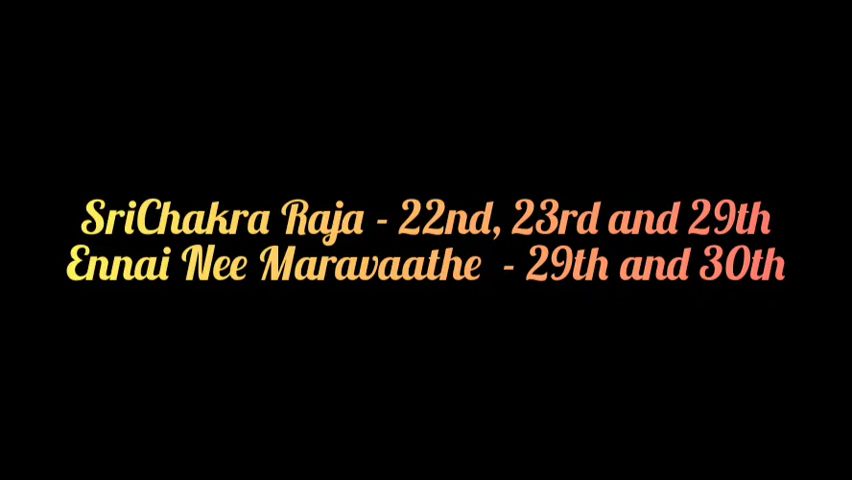 SriChakra Raja - 22nd, 23rd and 29th
Ennai Nee Maravaathe - 29th and 30th